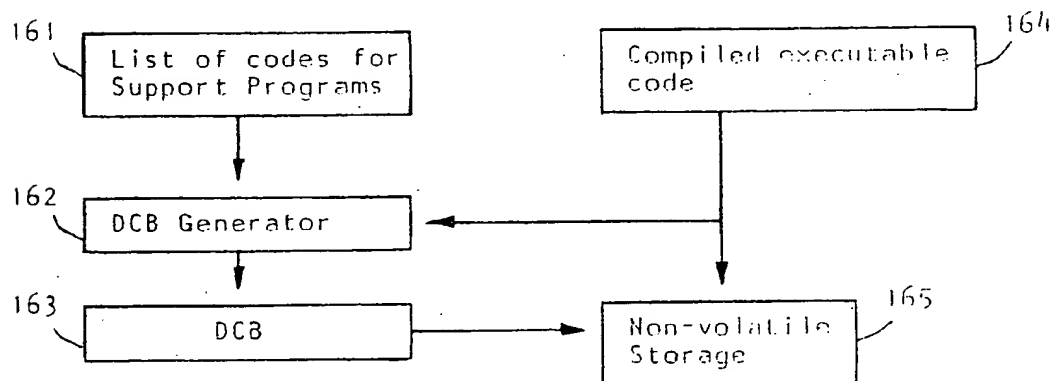 161
List of codes for
Support Programs
164
Compiled executable
code
162
DCB Generator
163
DCB
165
Non-volatile
Storage